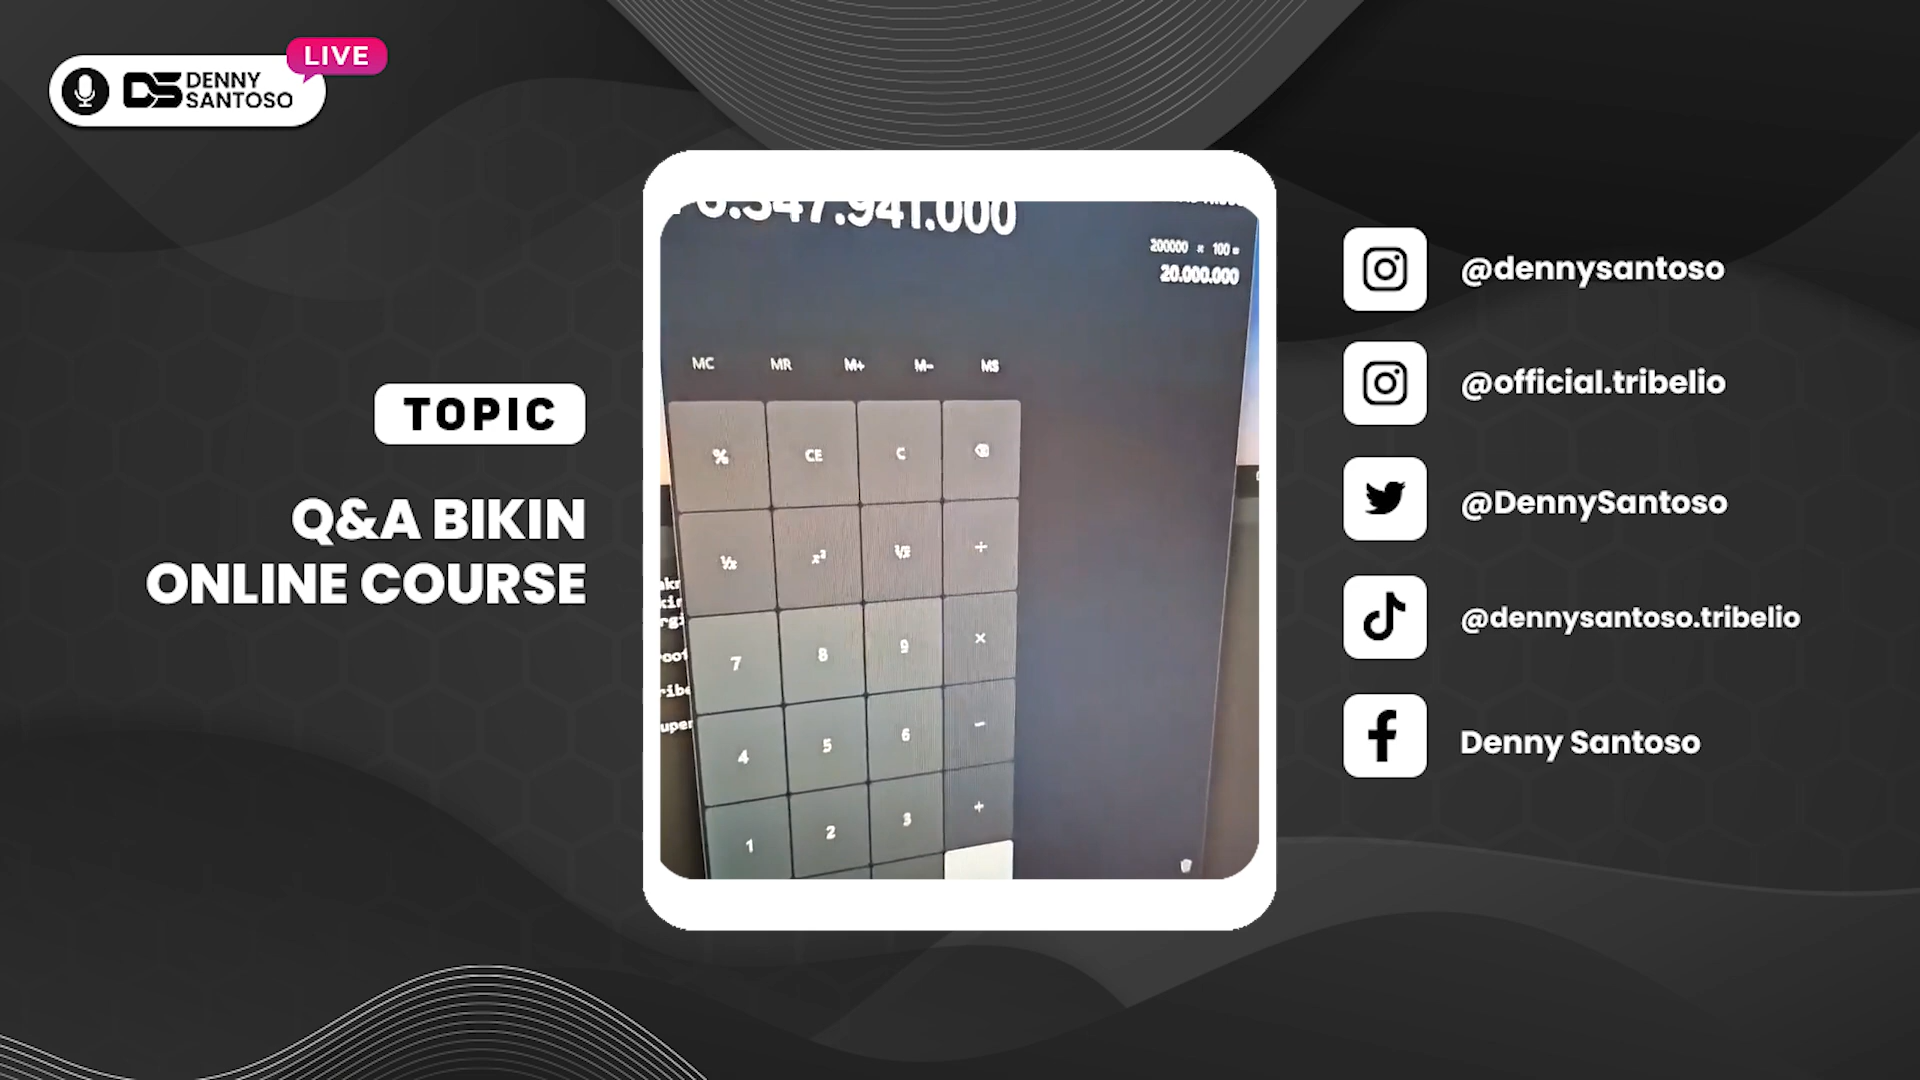 LIVE
DENNY
SANTOSO
TOPIC
Q&A BIKIN
ONLINE COURSE
200000 × 100 =
20.000.000
MC MR M+ M- MS
% CE C
÷
7 8 9 ×
4 5 6 -
1 2 3 +
@dennysantoso
@official.tribelio
@DennySantoso
@dennysantoso.tribelio
Denny Santoso